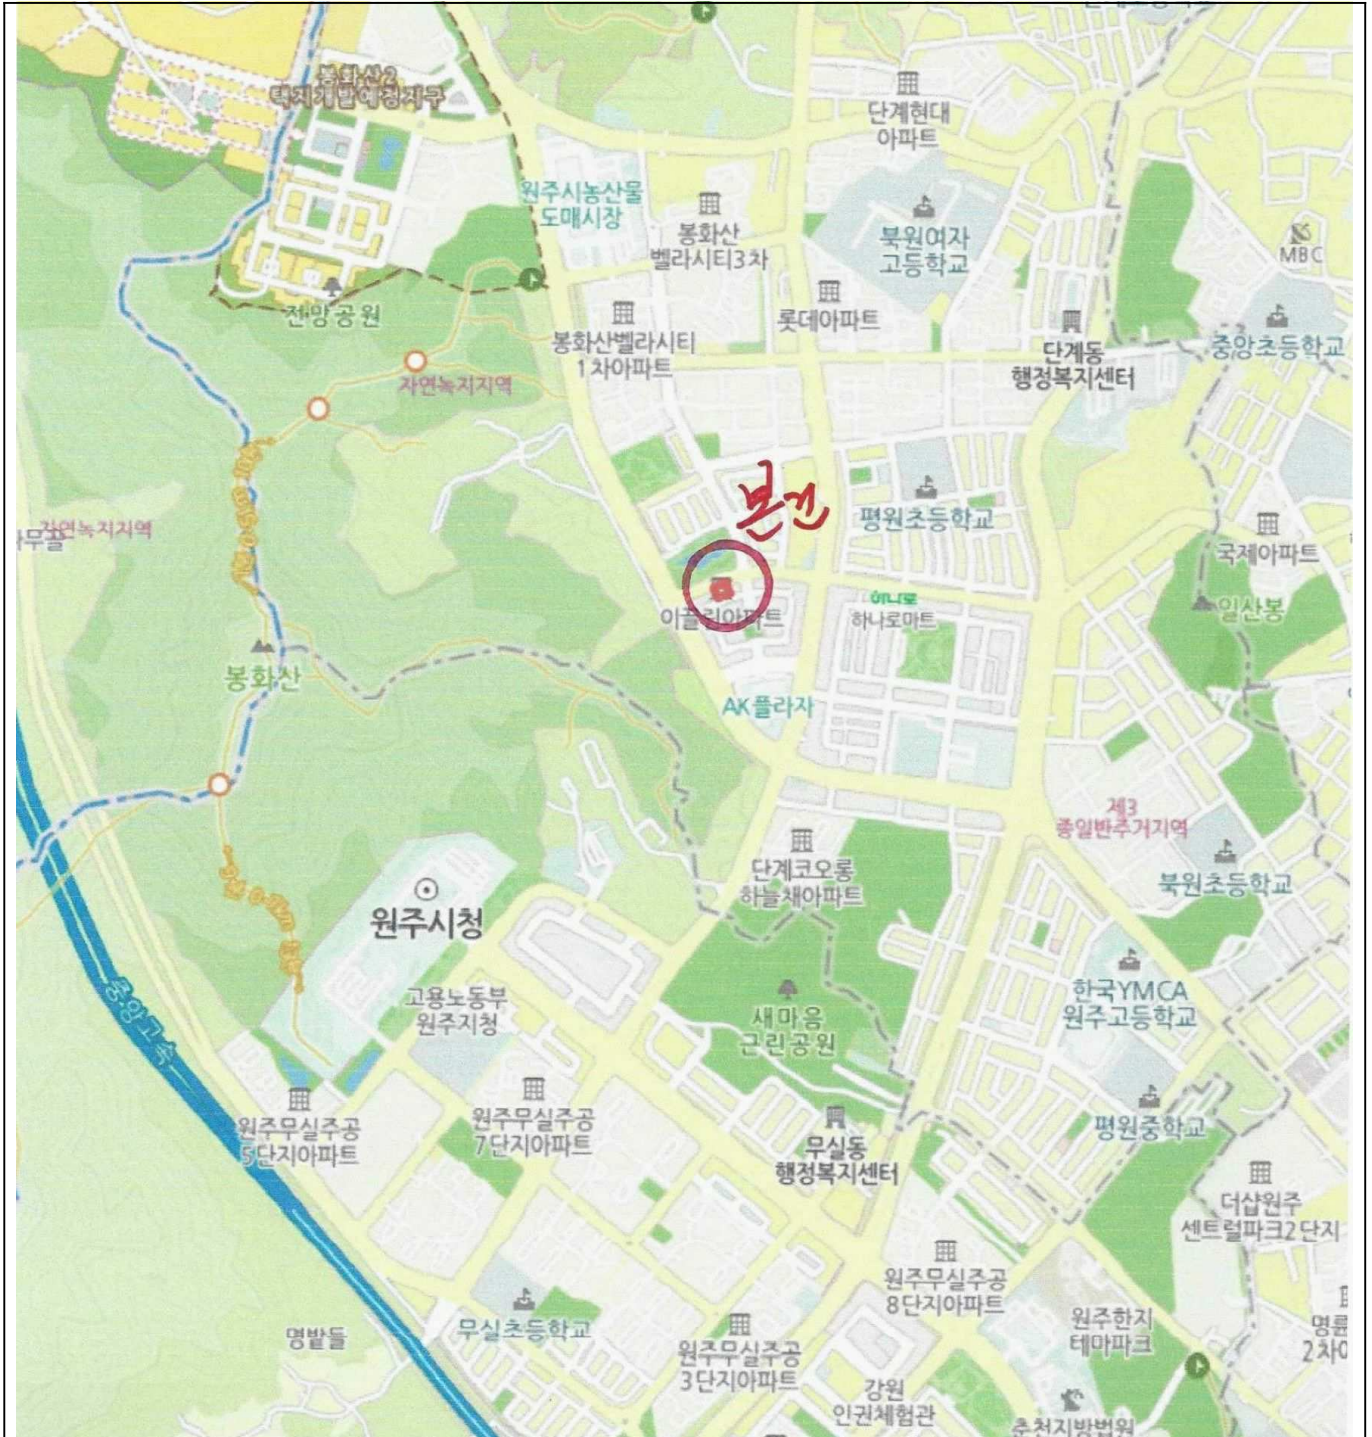 봉화산2
택지개발예정지구
단계현대
아파트
원주시농산물
도매시장
봉화산
벨라시티3차
북원여자
고등학교
MBC
전망공원
롯데아파트
봉화산벨라시티
1차아파트
단계동
행정복지센터
중앙초등학교
자연녹지지역
본건
평원초등학교
자연녹지지역
국제아파트
이끌림아파트
하나로
하나로마트
일산봉
봉화산
AK플라자
제3
종일반주거지역
단계코오롱
하늘채아파트
북원초등학교
원주시청
한국YMCA
원주고등학교
고용노동부
원주지청
새마음
근린공원
중앙고속
원주무실주공
5단지아파트
원주무실주공
7단지아파트
평원중학교
무실동
행정복지센터
더샵원주
센트럴파크2단지
원주무실주공
8단지아파트
명밭들
무실초등학교
원주무실주공
3단지아파트
원주한지
테마파크
명륜
2차
강원
인권체험관
춘천지방법원